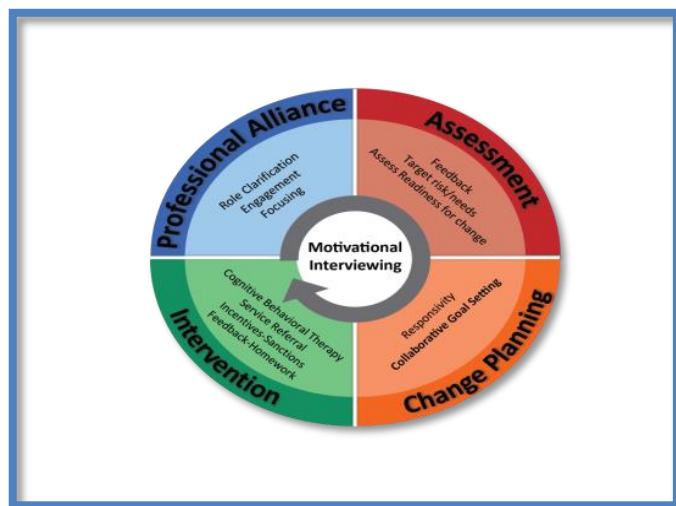 Professional Alliance
Role Clarification
Engagement
Focusing
Assessment
Feedback
Target risk/needs
Assess Readiness for change
Motivational
Interviewing
Intervention
Cognitive Behavioral Therapy
Service Referral
Incentives-Sanctions
Feedback-Homework
Change Planning
Responsivity
Collaborative Goal Setting